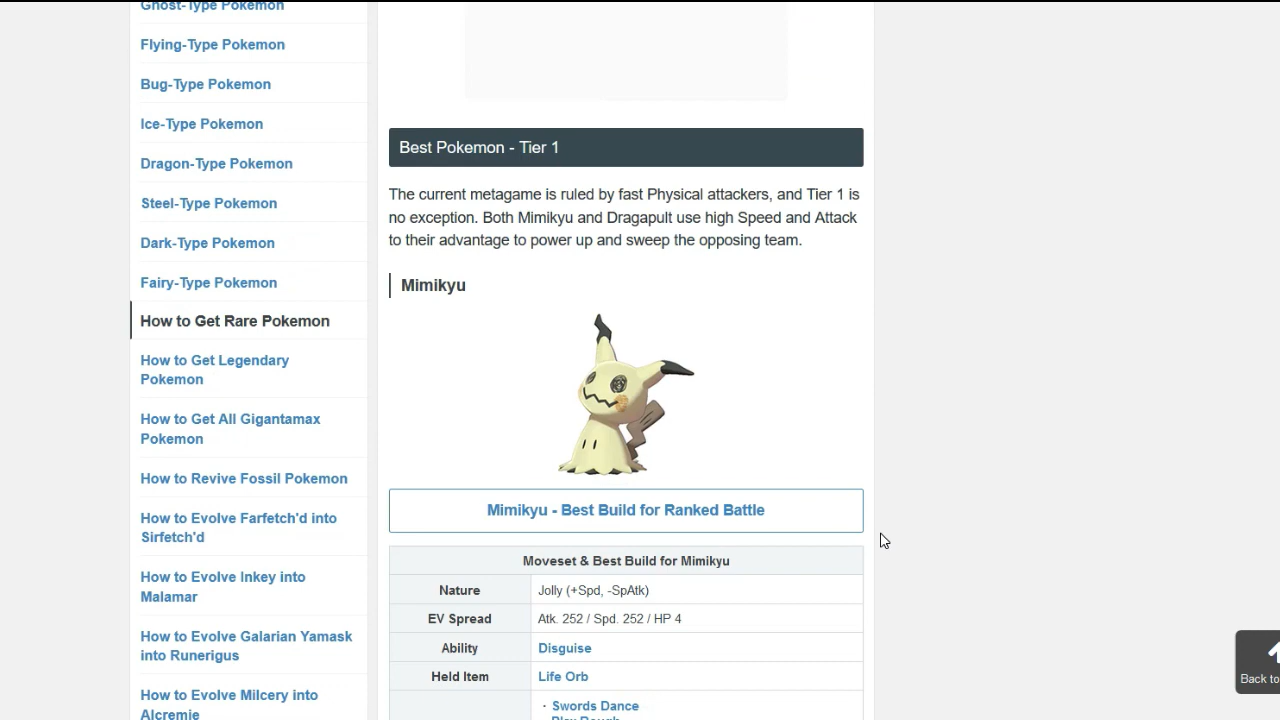 Ghost-Type Pokemon
Flying-Type Pokemon
Bug-Type Pokemon
Ice-Type Pokemon
Dragon-Type Pokemon
Steel-Type Pokemon
Dark-Type Pokemon
Fairy-Type Pokemon
How to Get Rare Pokemon
How to Get Legendary
Pokemon
How to Get All Gigantamax
Pokemon
How to Revive Fossil Pokemon
How to Evolve Farfetch'd into
Sirfetch'd
How to Evolve Inkey into
Malamar
How to Evolve Galarian Yamask
into Runerigus
How to Evolve Milcery into
Alcremie
Best Pokemon - Tier 1
The current metagame is ruled by fast Physical attackers, and Tier 1 is
no exception. Both Mimikyu and Dragapult use high Speed and Attack
to their advantage to power up and sweep the opposing team.
Mimikyu
Mimikyu - Best Build for Ranked Battle
Moveset & Best Build for Mimikyu
Nature Jolly (+Spd, -SpAtk)
EV Spread Atk. 252 / Spd. 252 / HP 4
Ability Disguise
Held Item Life Orb
· Swords Dance
Play Rough
Back to